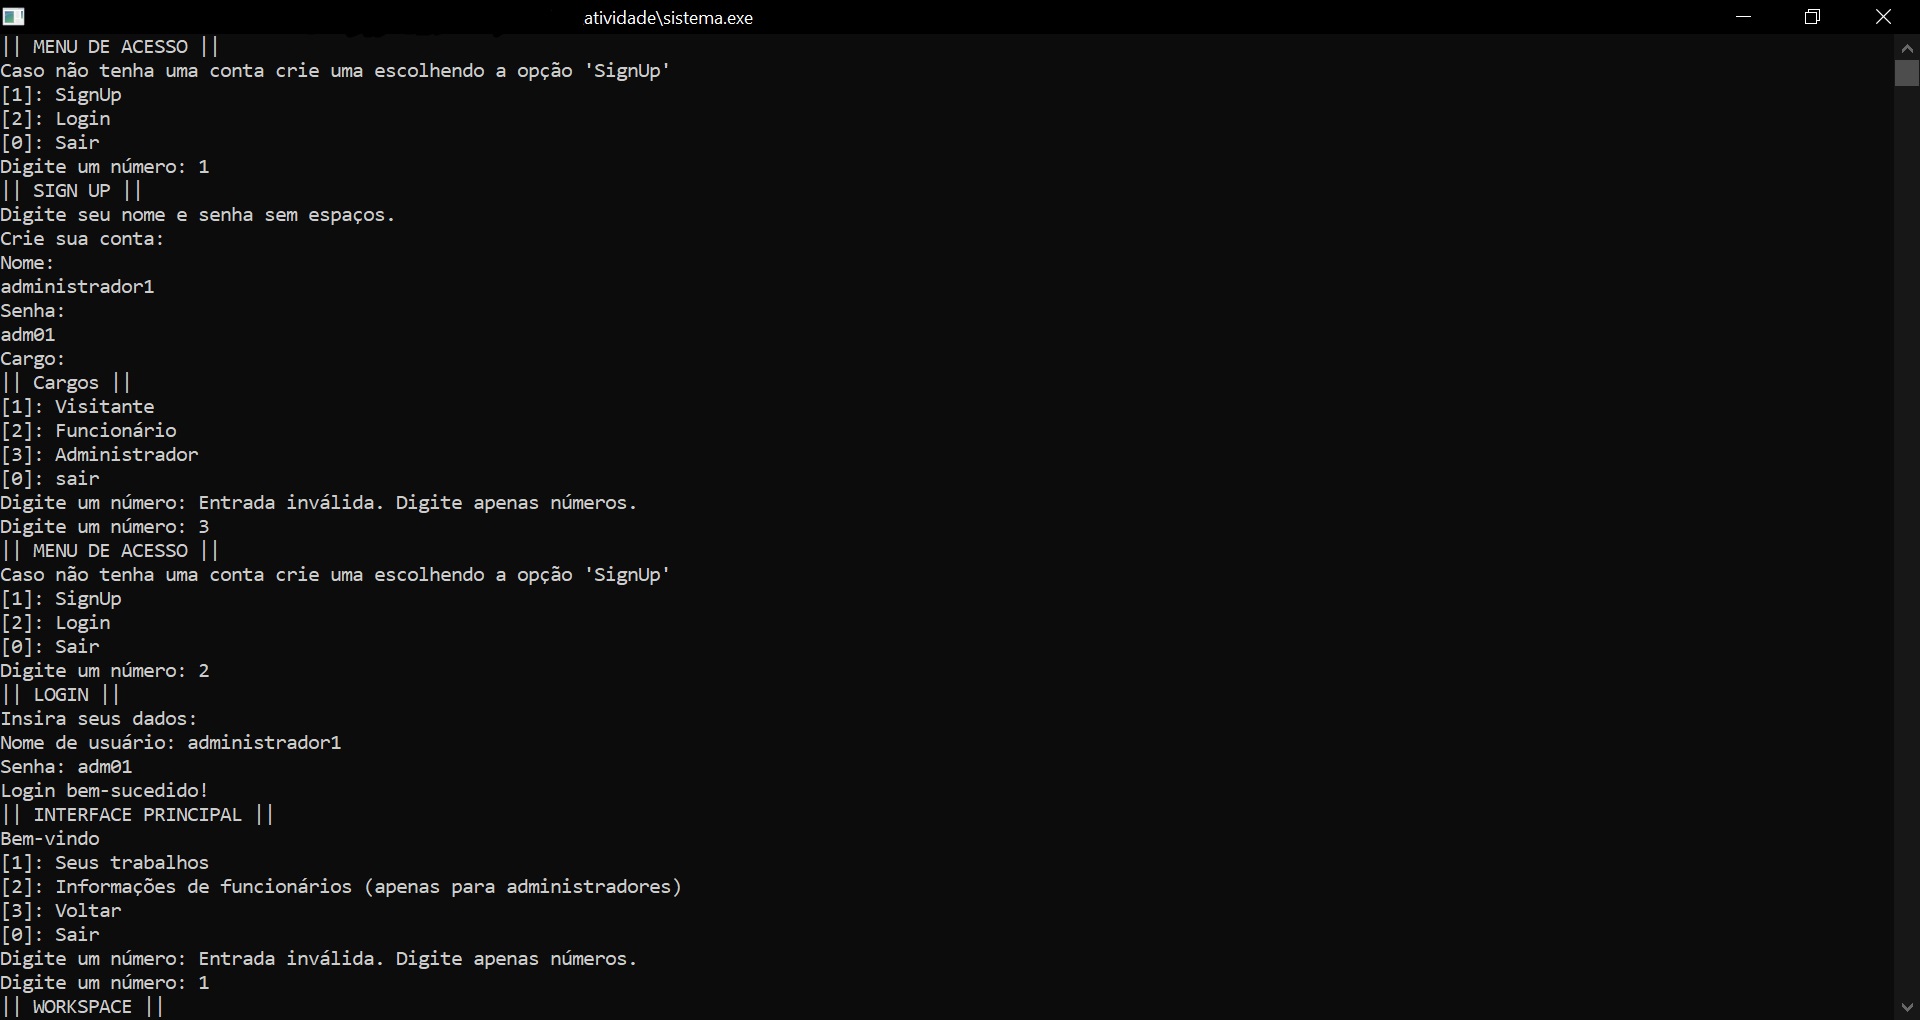 atividade\sistema.exe
|| MENU DE ACESSO ||
Caso não tenha uma conta crie uma escolhendo a opção 'SignUp'
[1]: SignUp
[2]: Login
[0]: Sair
Digite um número: 1
|| SIGN UP ||
Digite seu nome e senha sem espaços.
Crie sua conta:
Nome:
administrador1
Senha:
adm01
Cargo:
|| Cargos ||
[1]: Visitante
[2]: Funcionário
[3]: Administrador
[0]: sair
Digite um número: Entrada inválida. Digite apenas números.
Digite um número: 3
|| MENU DE ACESSO ||
Caso não tenha uma conta crie uma escolhendo a opção 'SignUp'
[1]: SignUp
[2]: Login
[0]: Sair
Digite um número: 2
|| LOGIN ||
Insira seus dados:
Nome de usuário: administrador1
Senha: adm01
Login bem-sucedido!
|| INTERFACE PRINCIPAL ||
Bem-vindo
[1]: Seus trabalhos
[2]: Informações de funcionários (apenas para administradores)
[3]: Voltar
[0]: Sair
Digite um número: Entrada inválida. Digite apenas números.
Digite um número: 1
|| WORKSPACE ||